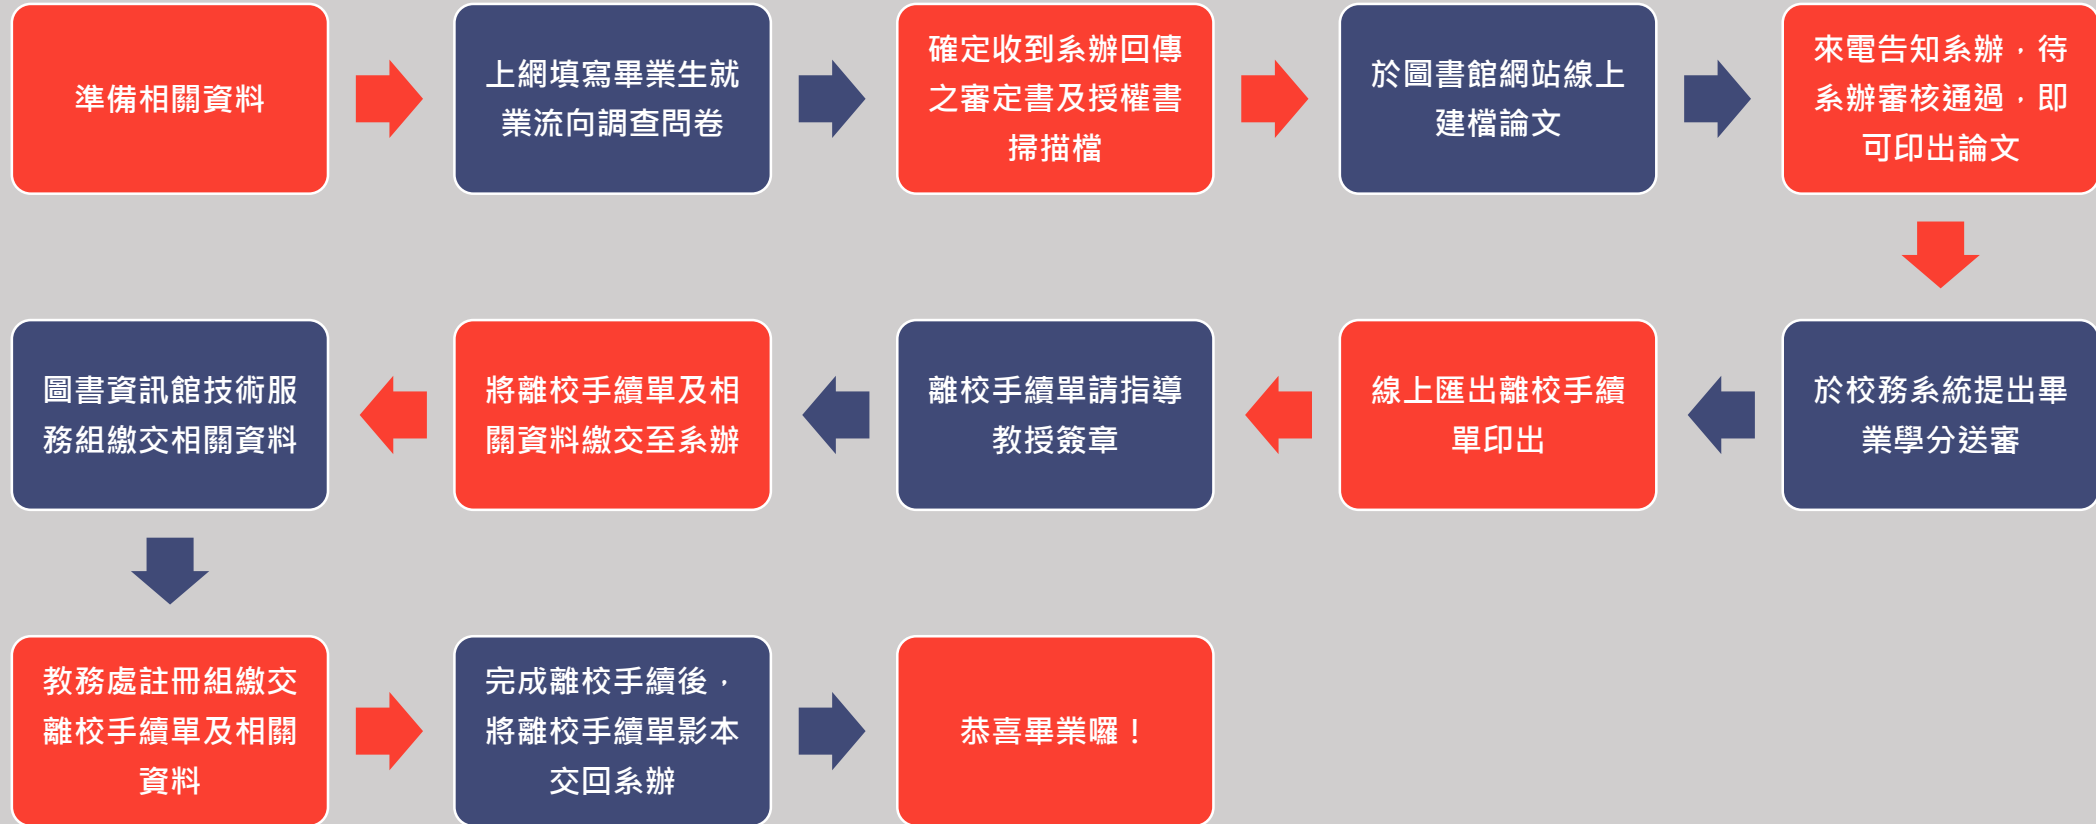 準備相關資料
上網填寫畢業生就
業流向調查問卷
確定收到系辦回傳
之審定書及授權書
掃描檔
於圖書館網站線上
建檔論文
來電告知系辦，待
系辦審核通過，即
可印出論文
於校務系統提出畢
業學分送審
線上匯出離校手續
單印出
離校手續單請指導
教授簽章
將離校手續單及相
關資料繳交至系辦
圖書資訊館技術服
務組繳交相關資料
教務處註冊組繳交
離校手續單及相關
資料
完成離校手續後，
將離校手續單影本
交回系辦
恭喜畢業囉！